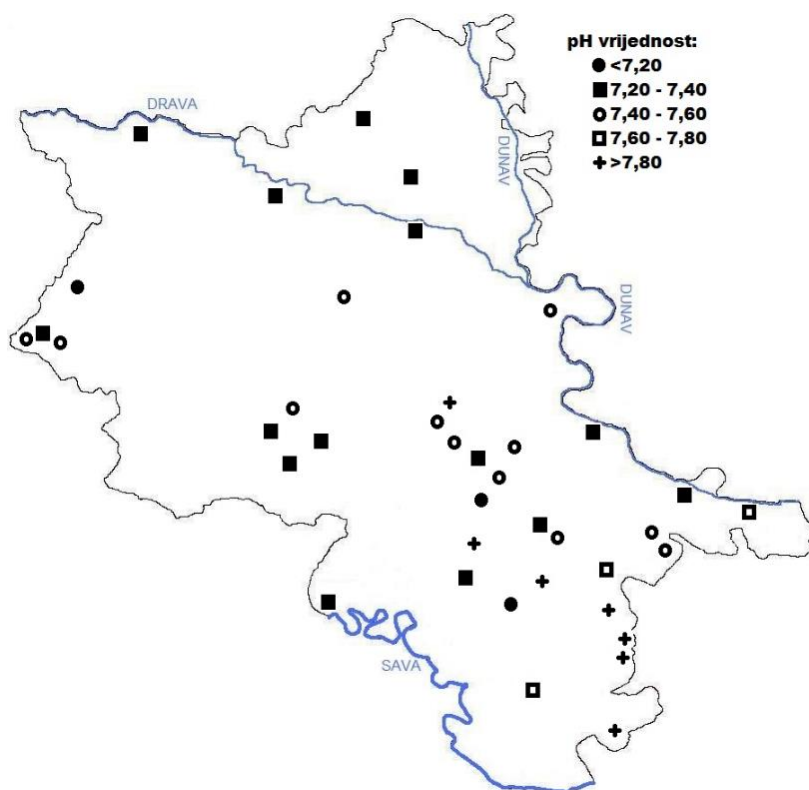 pH vrijednost:
<7,20
7,20 - 7,40
7,40 - 7,60
7,60 - 7,80
>7,80
DRAVA
DUNAV
DUNAV
SAVA